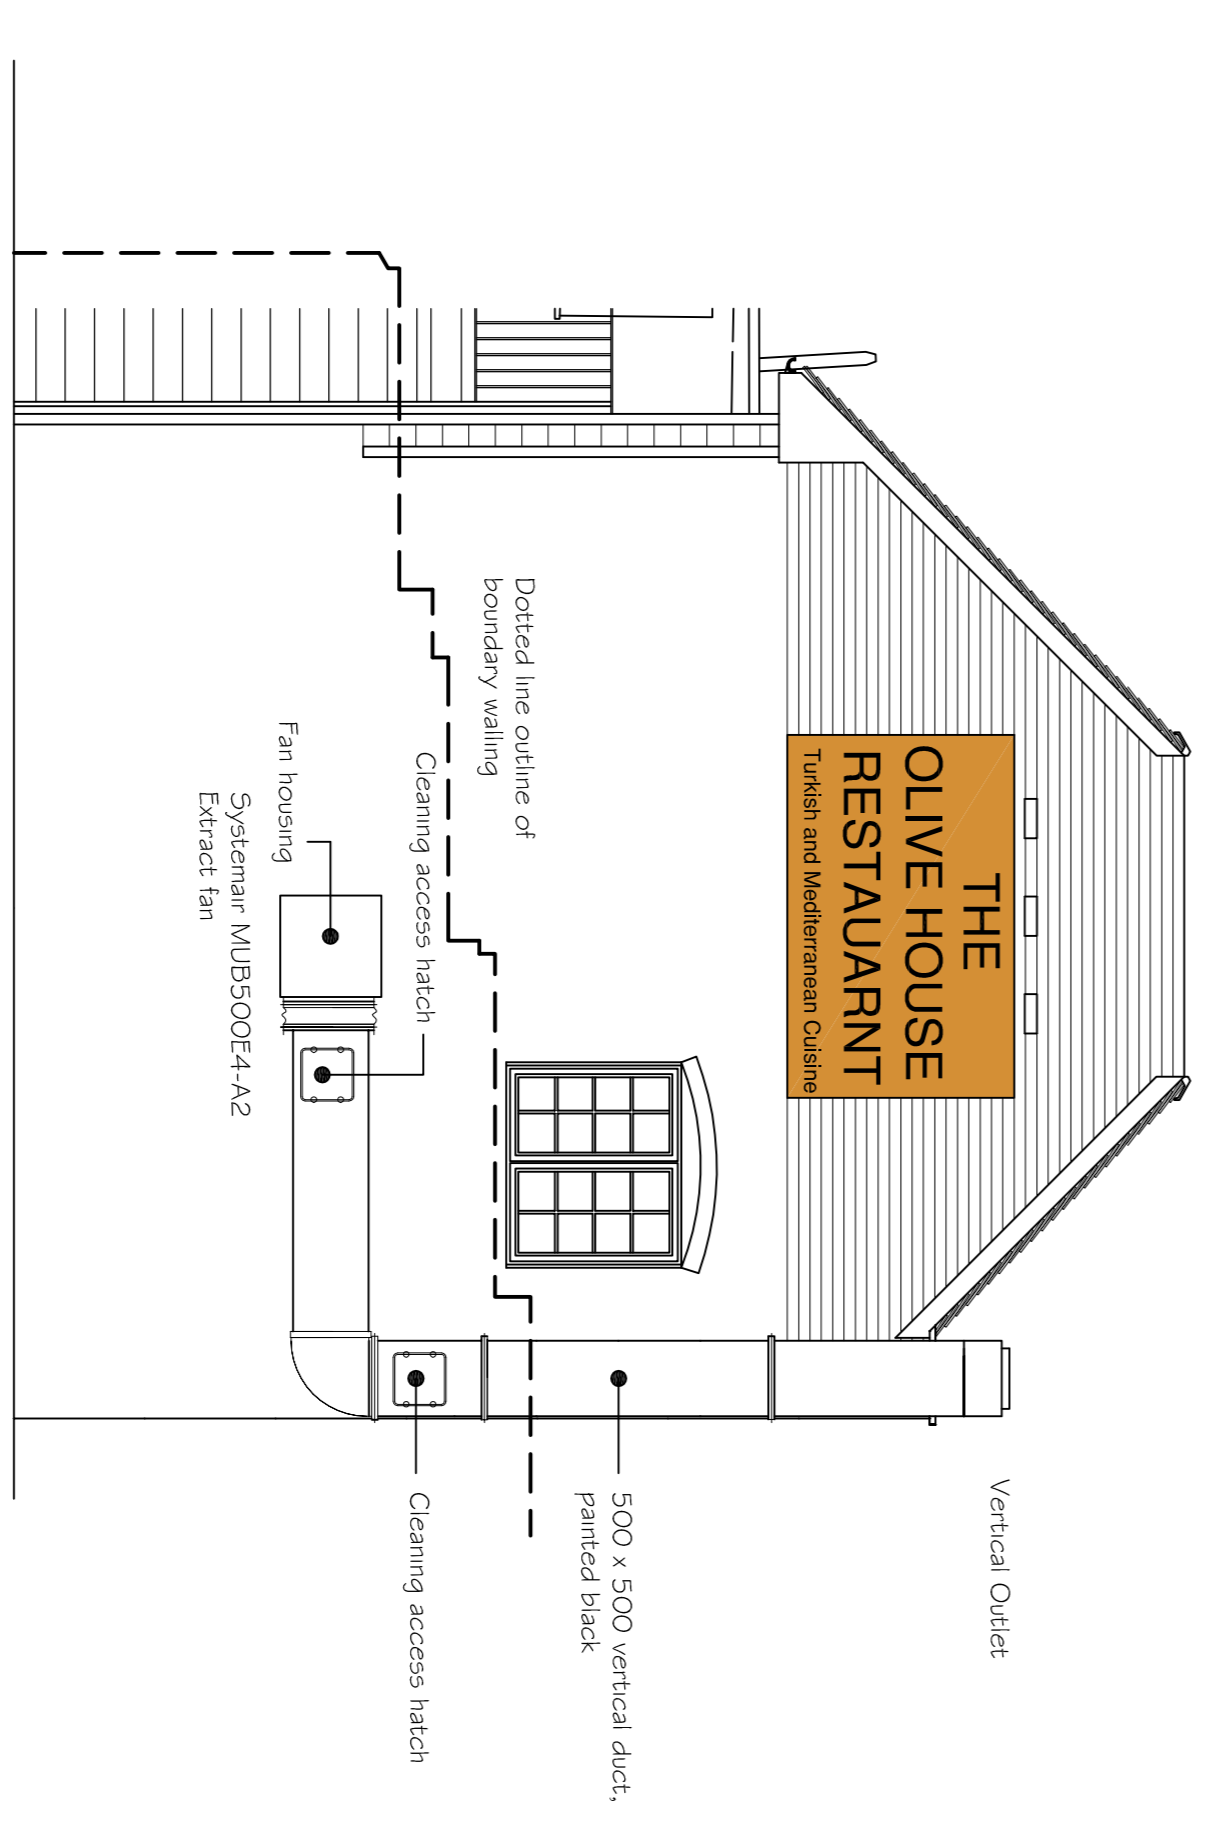 Vertical Outlet
THE
OLIVE HOUSE
RESTAUARNT
Turkish and Mediterranean Cuisine
500 x 500 vertical duct,
painted black
Dotted line outline of
boundary walling
Cleaning access hatch
Cleaning access hatch
Fan housing
Systemair MUB500E4-A2
Extract fan